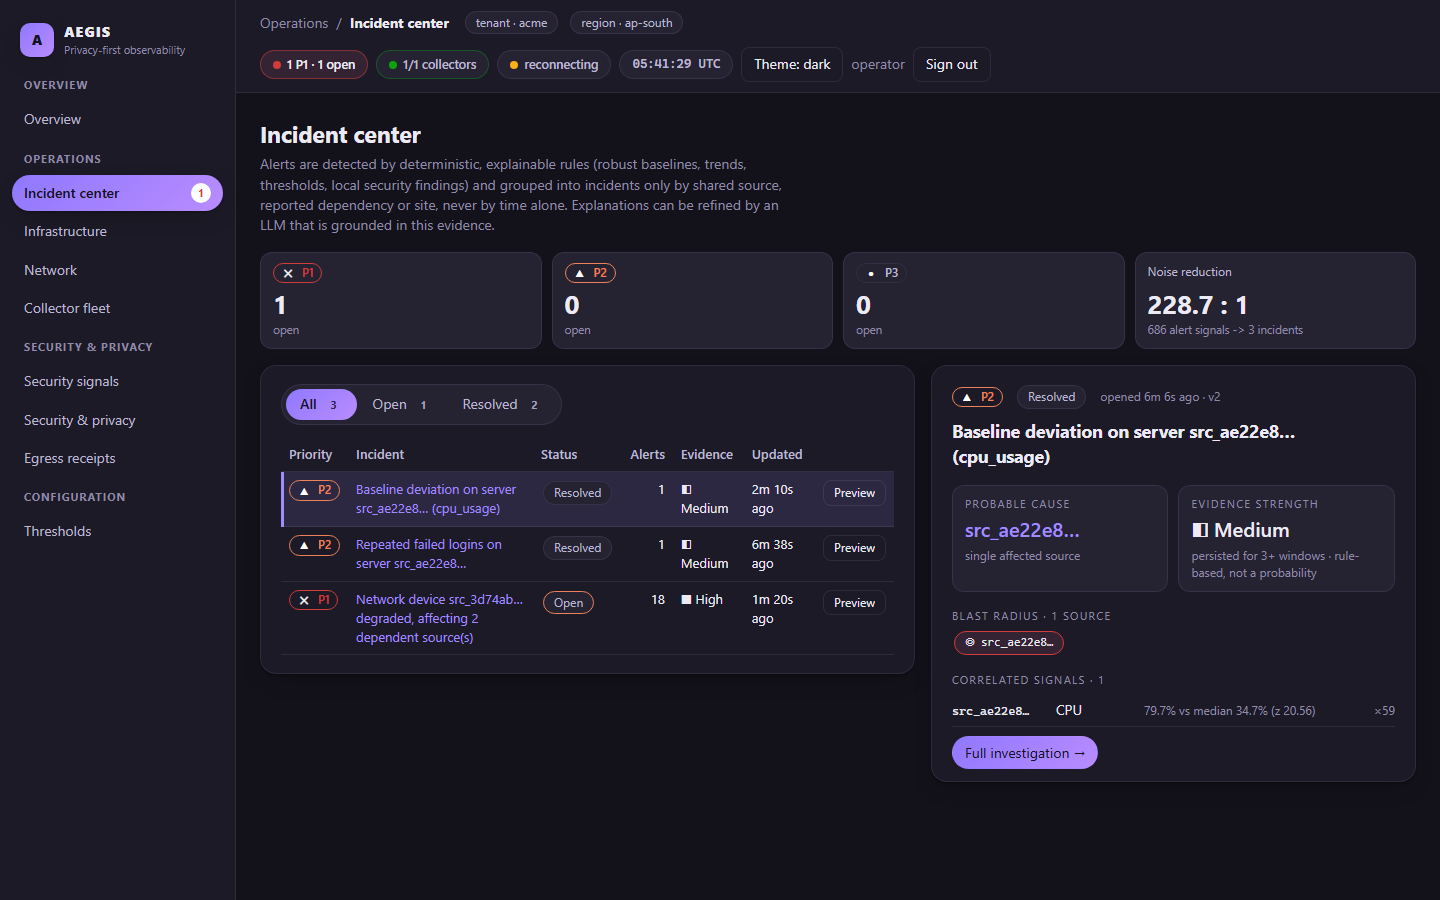 A
AEGIS
Privacy-first observability
OVERVIEW
Overview
OPERATIONS
Incident center 1
Infrastructure
Network
Collector fleet
SECURITY & PRIVACY
Security signals
Security & privacy
Egress receipts
CONFIGURATION
Thresholds
Operations / Incident center tenant · acme region · ap-south
1 P1 · 1 open 1/1 collectors reconnecting 05:41:29 UTC Theme: dark operator Sign out
Incident center
Alerts are detected by deterministic, explainable rules (robust baselines, trends,
thresholds, local security findings) and grouped into incidents only by shared source,
reported dependency or site, never by time alone. Explanations can be refined by an
LLM that is grounded in this evidence.
✕ P1
1
open
▲ P2
0
open
● P3
0
open
Noise reduction
228.7 : 1
686 alert signals -> 3 incidents
All 3 Open 1 Resolved 2
Priority Incident Status Alerts Evidence Updated
▲ P2 Baseline deviation on server Resolved 1 ◧ 2m 10s Preview
src_ae22e8… (cpu_usage) Medium ago
▲ P2 Repeated failed logins on Resolved 1 ◧ 6m 38s Preview
server src_ae22e8… Medium ago
✕ P1 Network device src_3d74ab… Open 18 ■ High 1m 20s Preview
degraded, affecting 2 ago
dependent source(s)
▲ P2 Resolved opened 6m 6s ago · v2
Baseline deviation on server src_ae22e8…
(cpu_usage)
PROBABLE CAUSE
src_ae22e8…
single affected source
EVIDENCE STRENGTH
◧ Medium
persisted for 3+ windows · rule-
based, not a probability
BLAST RADIUS · 1 SOURCE
◎ src_ae22e8…
CORRELATED SIGNALS · 1
src_ae22e8… CPU 79.7% vs median 34.7% (z 20.56) ×59
Full investigation →